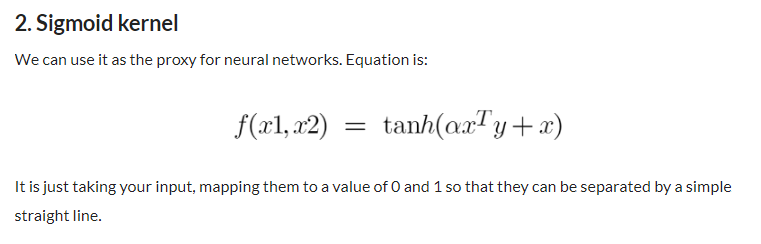 2. Sigmoid kernel
We can use it as the proxy for neural networks. Equation is:
f(x1, x2) = tanh(αxᵀy + x)
It is just taking your input, mapping them to a value of 0 and 1 so that they can be separated by a simple
straight line.